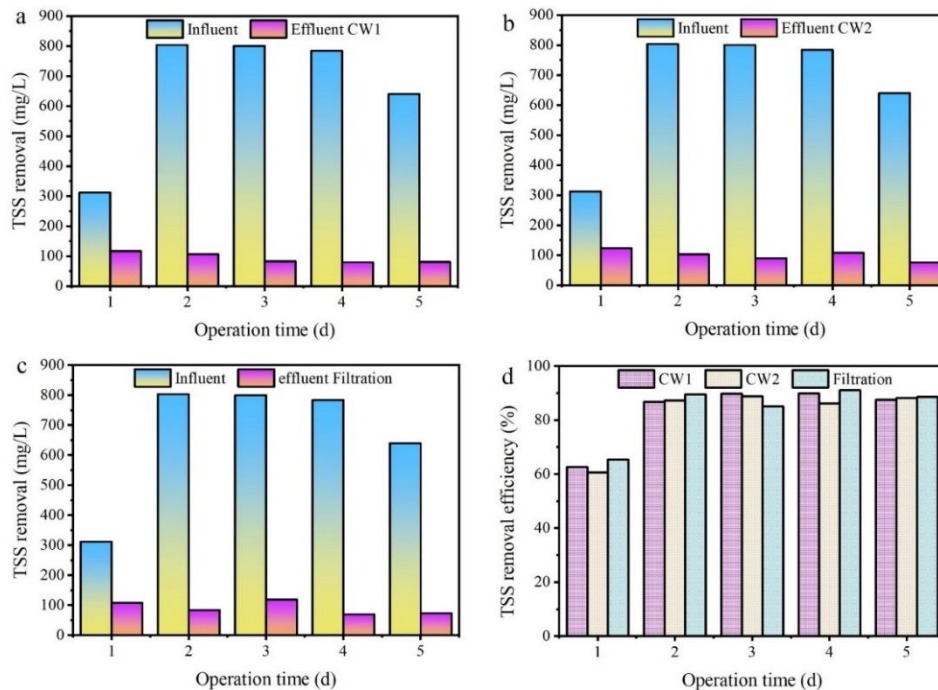 a
Influent
Effluent CW1
TSS removal (mg/L)
900
800
700
600
500
400
300
200
100
0
1 2 3 4 5
Operation time (d)
b
Influent
Effluent CW2
TSS removal (mg/L)
900
800
700
600
500
400
300
200
100
0
1 2 3 4 5
Operation time (d)
c
Influent
effluent Filtration
TSS removal (mg/L)
900
800
700
600
500
400
300
200
100
0
1 2 3 4 5
Operation time (d)
d
CW1
CW2
Filtration
TSS removal efficiency (%)
100
80
60
40
20
0
1 2 3 4 5
Operation time (d)